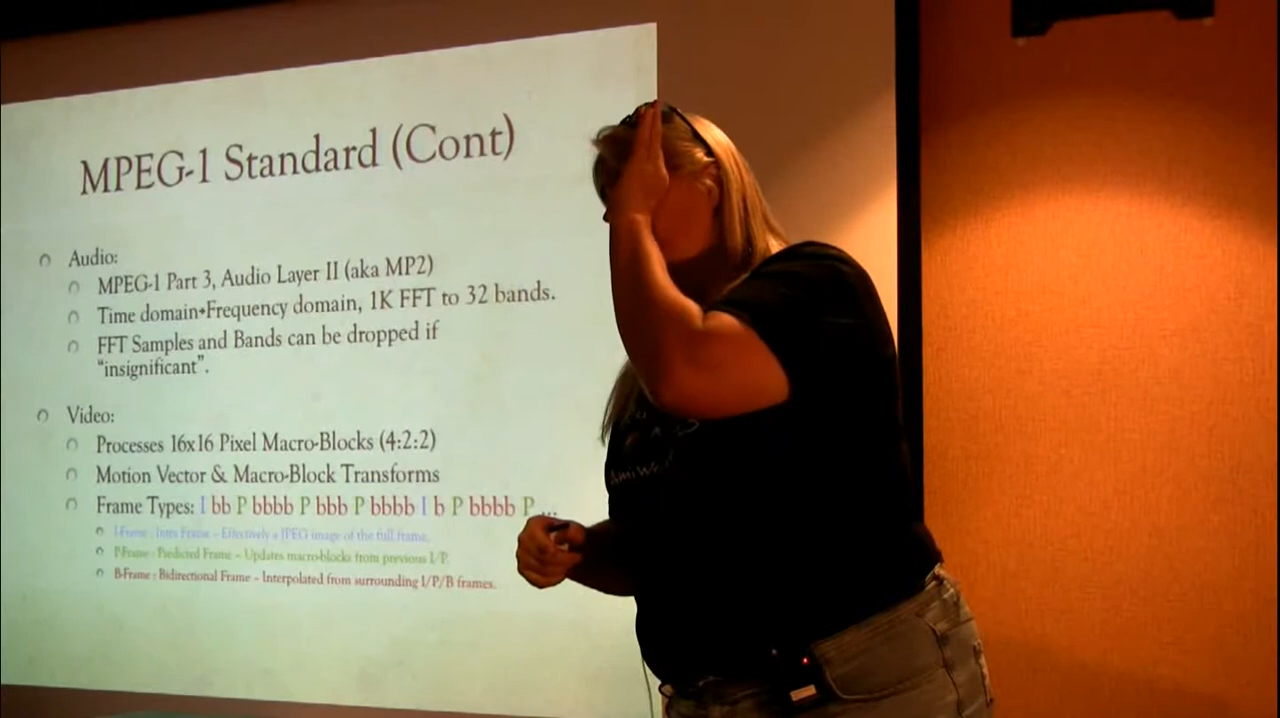 MPEG-1 Standard (Cont)
Audio:
MPEG-1 Part 3, Audio Layer II (aka MP2)
Time domain→Frequency domain, 1K FFT to 32 bands.
FFT Samples and Bands can be dropped if
“insignificant”.
Video:
Processes 16x16 Pixel Macro-Blocks (4:2:2)
Motion Vector & Macro-Block Transforms
Frame Types: I bb P bbbb P bbb P bbbb I b P bbbb P ...
I-Frame : Intra Frame – Effectively a JPEG image of the full frame.
P-Frame : Predicted Frame – Updates macro-blocks from previous I/P.
B-Frame : Bidirectional Frame – Interpolated from surrounding I/P/B frames.